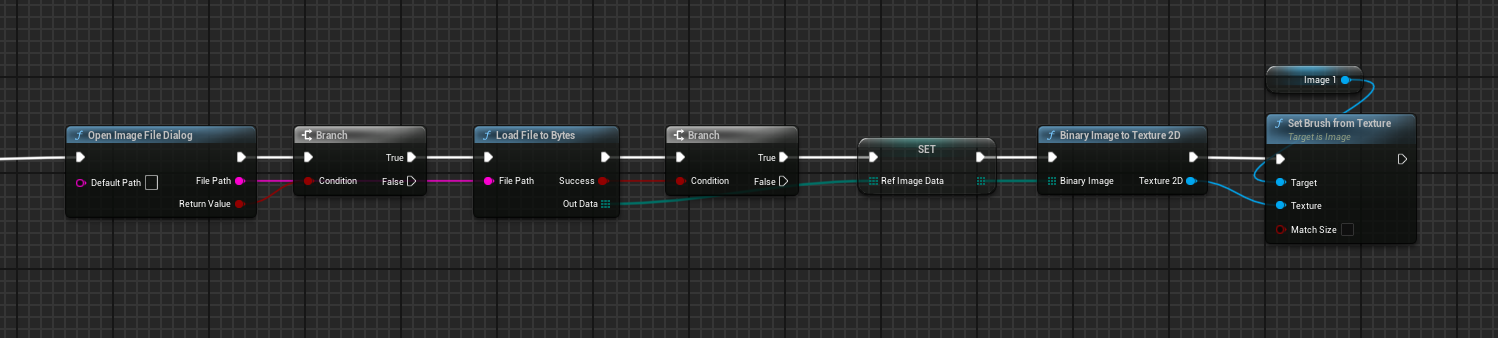 Open Image File Dialog
Default Path
File Path
Return Value
Branch
True
Condition
False
Load File to Bytes
File Path
Success
Out Data
Branch
True
Condition
False
SET
Ref Image Data
Binary Image to Texture 2D
Binary Image
Texture 2D
Image 1
Set Brush from Texture
Target is Image
Target
Texture
Match Size